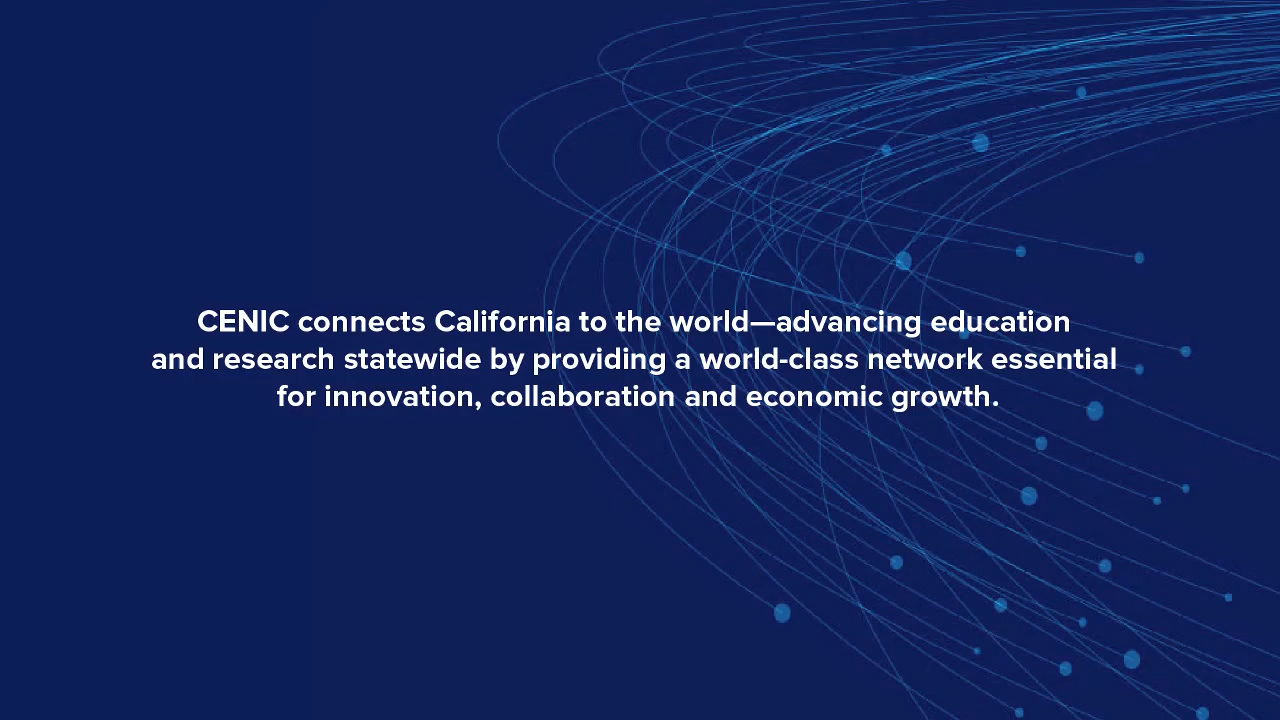 CENIC connects California to the world—advancing education
and research statewide by providing a world-class network essential
for innovation, collaboration and economic growth.